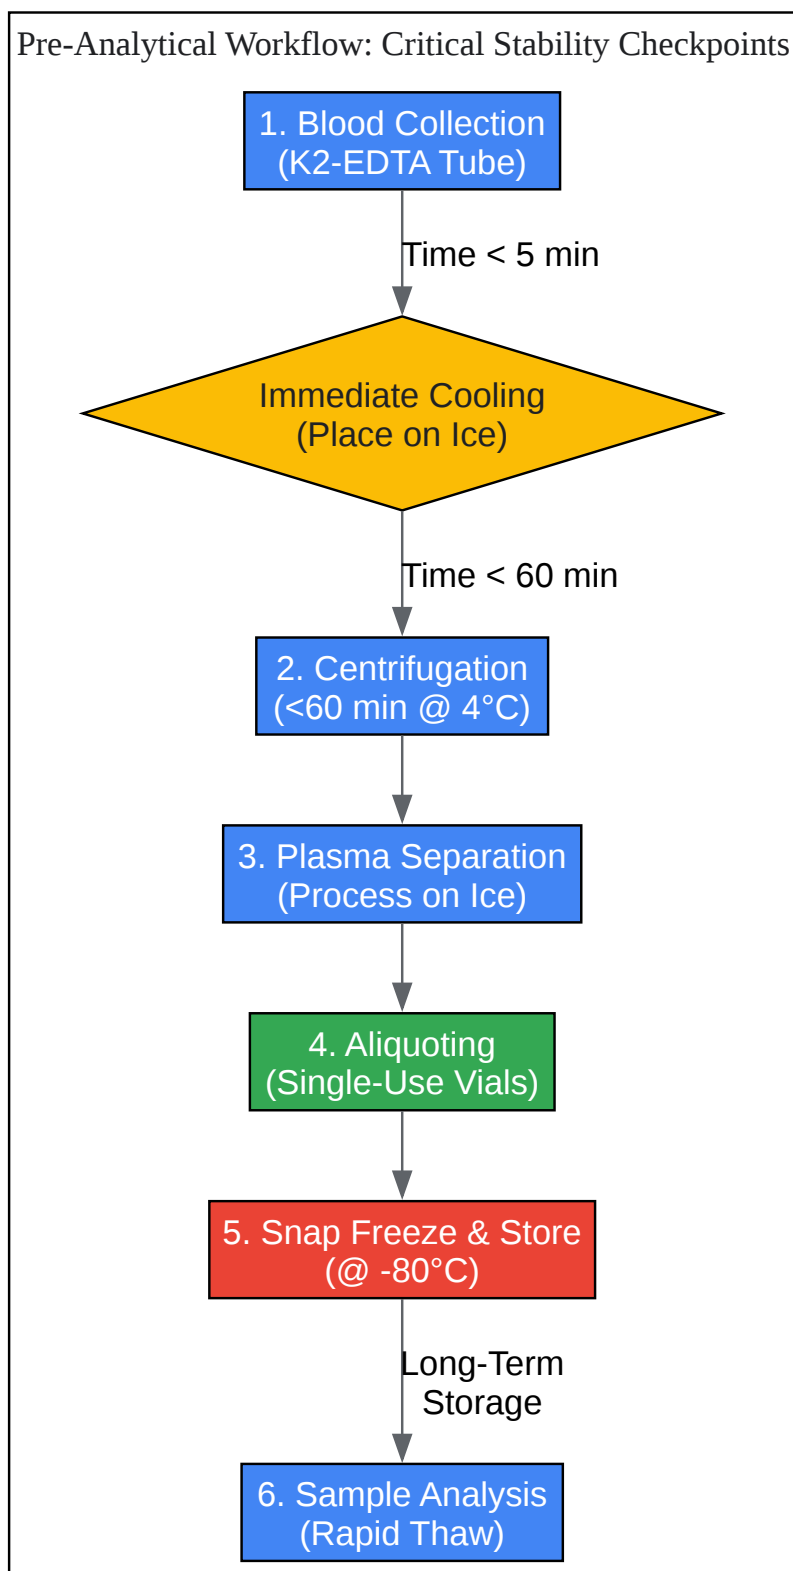 Pre-Analytical Workflow: Critical Stability Checkpoints
1. Blood Collection
(K2-EDTA Tube)
Time < 5 min
Immediate Cooling
(Place on Ice)
Time < 60 min
2. Centrifugation
(<60 min @ 4°C)
3. Plasma Separation
(Process on Ice)
4. Aliquoting
(Single-Use Vials)
5. Snap Freeze & Store
(@ -80°C)
Long-Term
Storage
6. Sample Analysis
(Rapid Thaw)